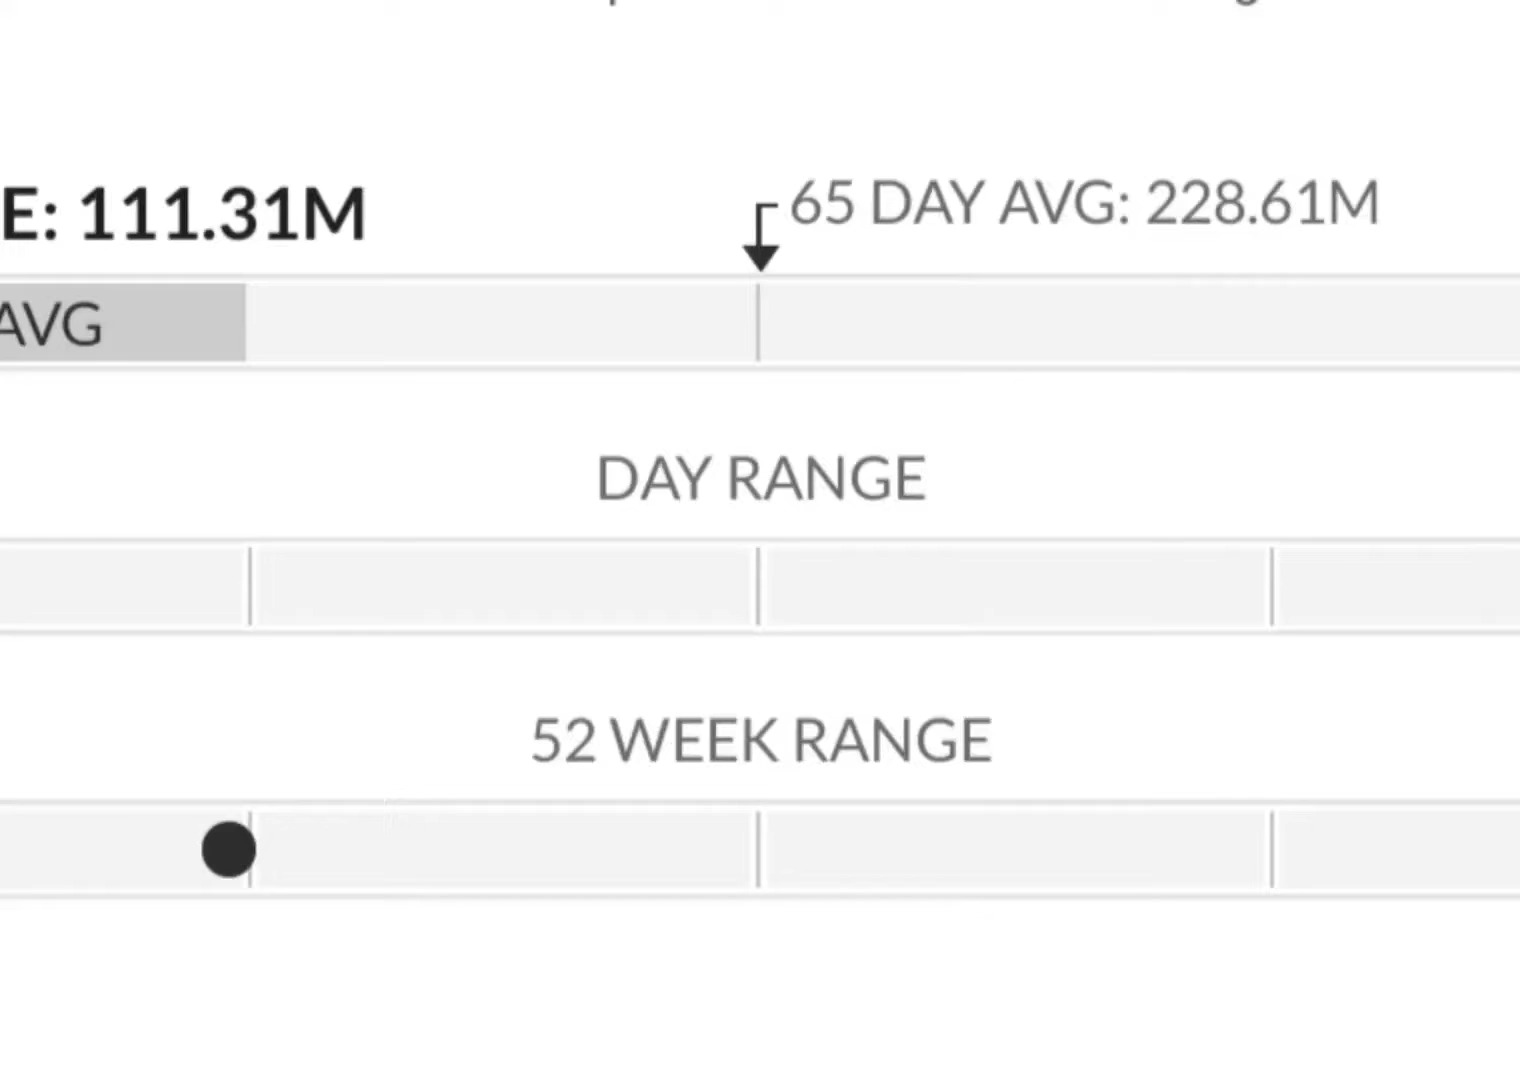 E: 111.31M
65 DAY AVG: 228.61M
AVG
DAY RANGE
52 WEEK RANGE